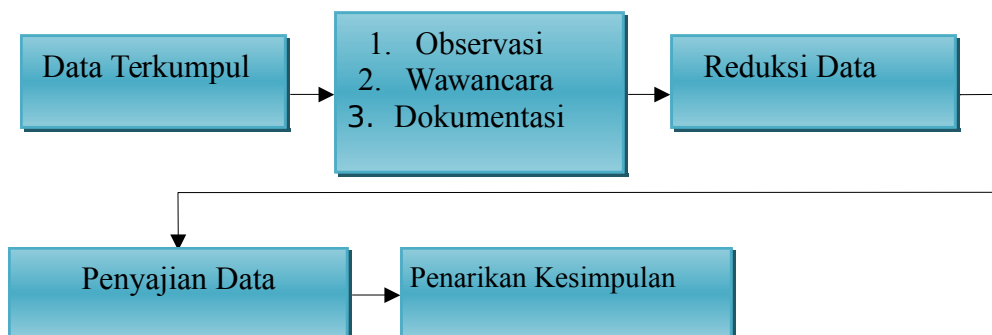 Data Terkumpul
1. Observasi
2. Wawancara
3. Dokumentasi
Reduksi Data
Penyajian Data
Penarikan Kesimpulan